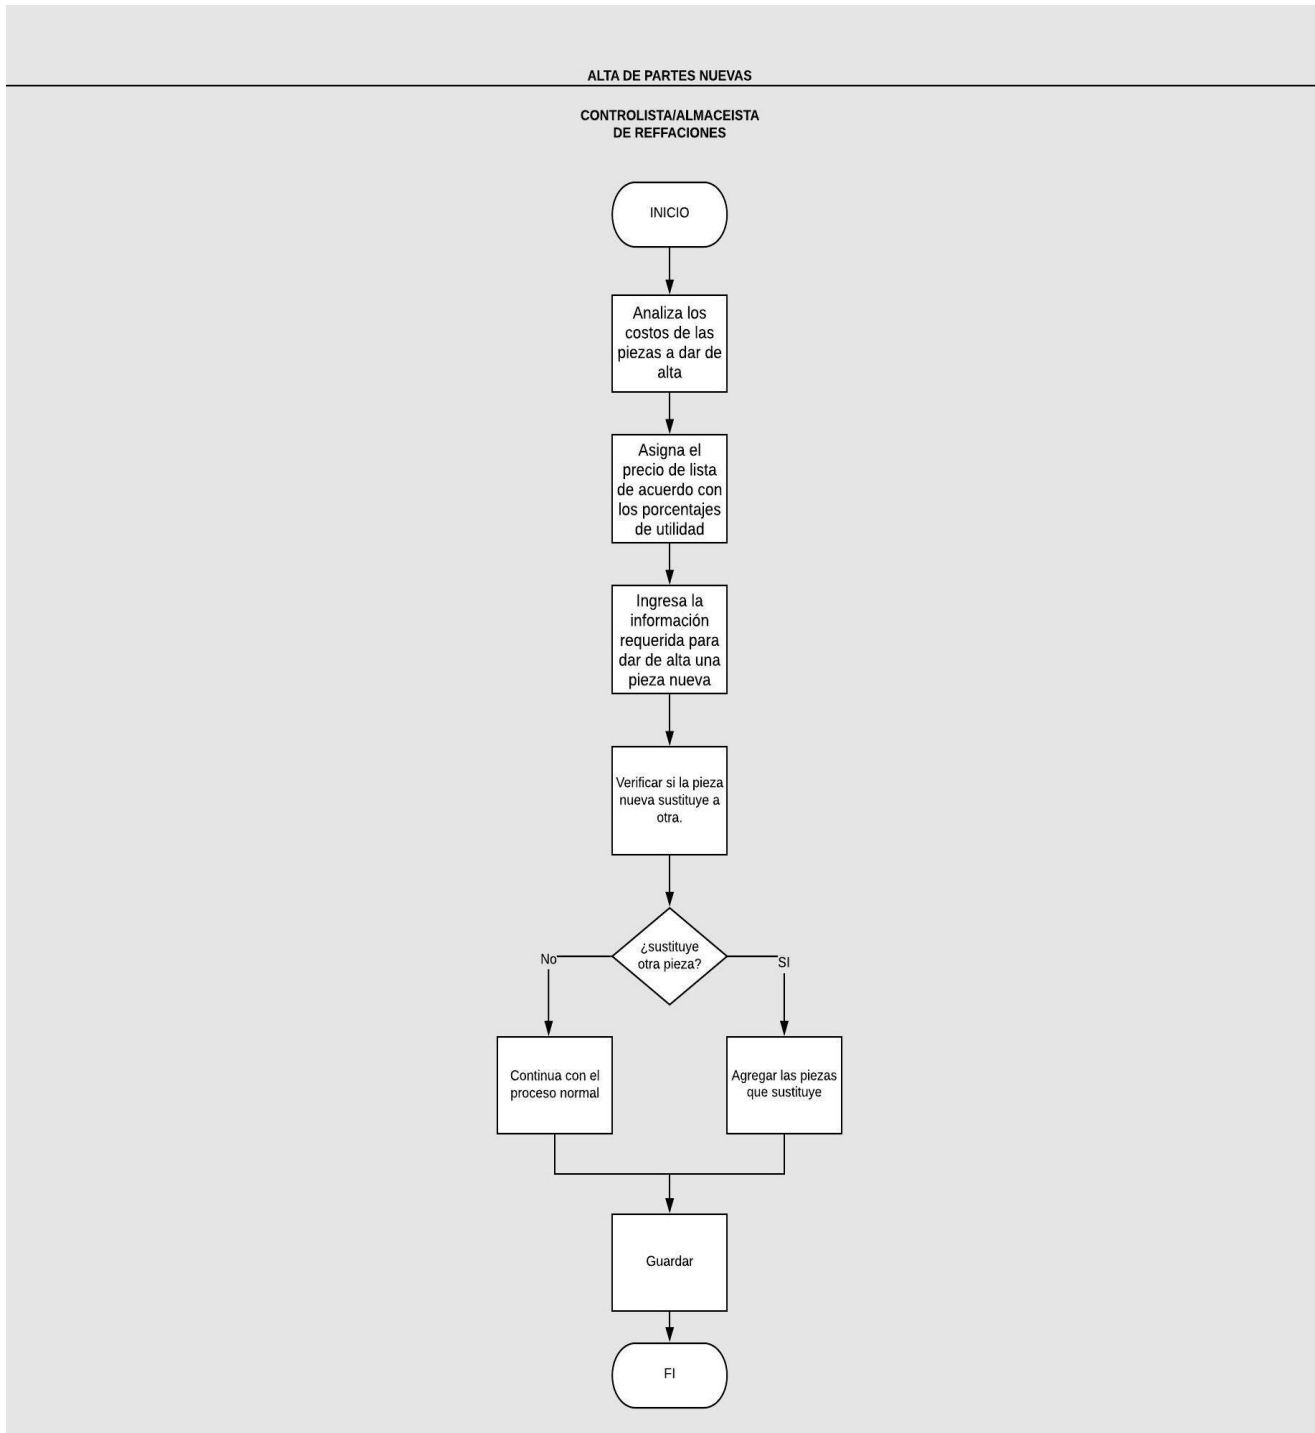 ALTA DE PARTES NUEVAS
CONTROLISTA/ALMACEISTA
DE REFFACIONES
INICIO
Analiza los
costos de las
piezas a dar de
alta
Asigna el
precio de lista
de acuerdo con
los porcentajes
de utilidad
Ingresa la
información
requerida para
dar de alta una
pieza nueva
Verificar si la pieza
nueva sustituye a
otra.
¿sustituye
otra pieza?
No
SI
Continua con el
proceso normal
Agregar las piezas
que sustituye
Guardar
FI